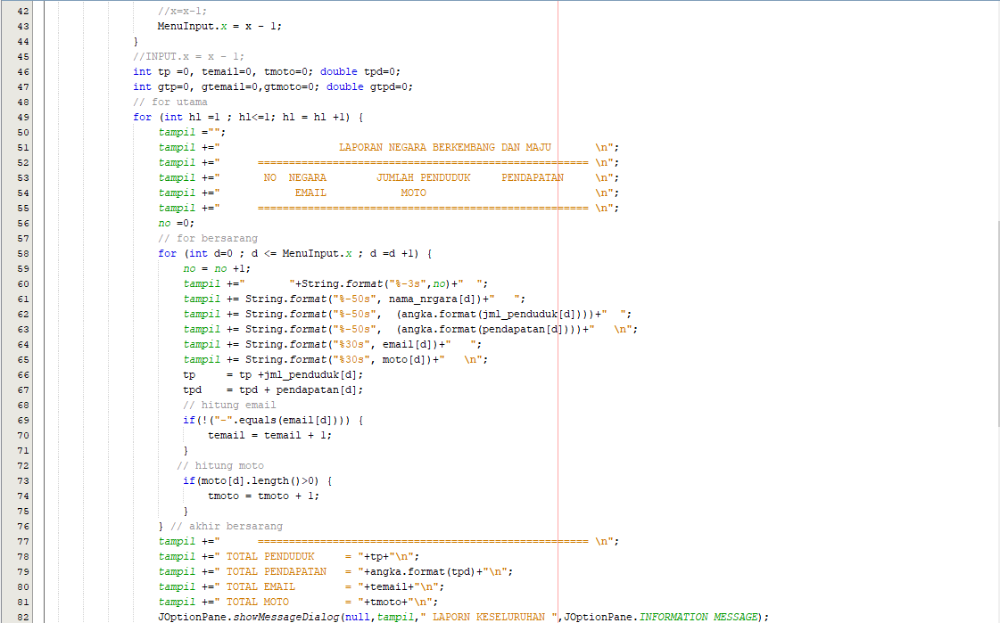 42 //x=x-1;
43 MenuInput.x = x - 1;
44 }
45 //INPUT.x = x - 1;
46 int tp =0, temail=0, tmoto=0; double tpd=0;
47 int gtp=0, gtemail=0,gtmoto=0; double gtpd=0;
48 // for utama
49 for (int h1 =1 ; h1<=1; h1 = h1 +1) {
50 tampil ="";
51 tampil +="                   LAPORAN NEGARA BERKEMBANG DAN MAJU       \n";
52 tampil +="      ===================================================== \n";
53 tampil +="       NO  NEGARA        JUMLAH PENDUDUK     PENDAPATAN     \n";
54 tampil +="            EMAIL            MOTO                           \n";
55 tampil +="      ===================================================== \n";
56 no =0;
57 // for bersarang
58 for (int d=0 ; d <= MenuInput.x ; d =d +1) {
59 no = no +1;
60 tampil +="       "+String.format("%-3s",no)+"  ";
61 tampil += String.format("%-50s", nama_nrgara[d])+"   ";
62 tampil += String.format("%-50s",  (angka.format(jml_penduduk[d])))+"  ";
63 tampil += String.format("%-50s",  (angka.format(pendapatan[d])))+"   \n";
64 tampil += String.format("%30s", email[d])+"   ";
65 tampil += String.format("%30s", moto[d])+"   \n";
66 tp     = tp +jml_penduduk[d];
67 tpd    = tpd + pendapatan[d];
68 // hitung email
69 if(!("-".equals(email[d]))) {
70 temail = temail + 1;
71 }
72 // hitung moto
73 if(moto[d].length()>0) {
74 tmoto = tmoto + 1;
75 }
76 } // akhir bersarang
77 tampil +="      ===================================================== \n";
78 tampil +=" TOTAL PENDUDUK     = "+tp+"\n";
79 tampil +=" TOTAL PENDAPATAN   = "+angka.format(tpd)+"\n";
80 tampil +=" TOTAL EMAIL        = "+temail+"\n";
81 tampil +=" TOTAL MOTO         = "+tmoto+"\n";
82 JOptionPane.showMessageDialog(null,tampil," LAPORN KESELURUHAN ",JOptionPane.INFORMATION_MESSAGE);